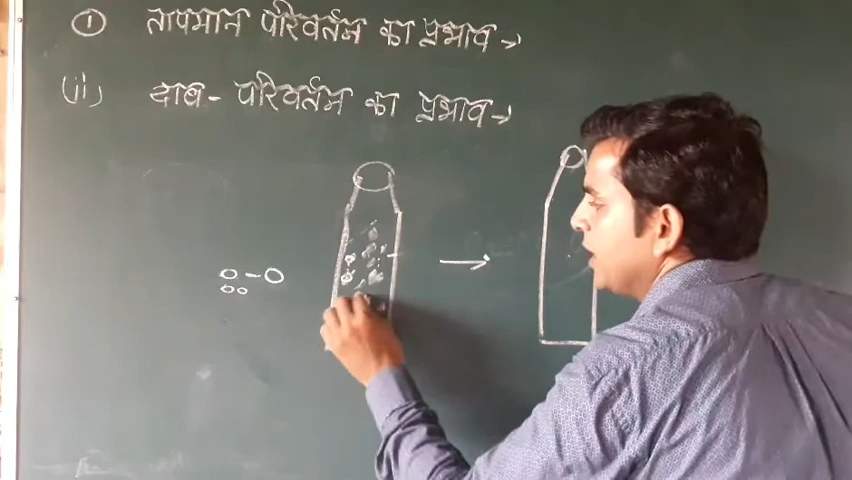 ① तापमान परिवर्तन का प्रभाव →
(ii) दाब - परिवर्तन का प्रभाव →